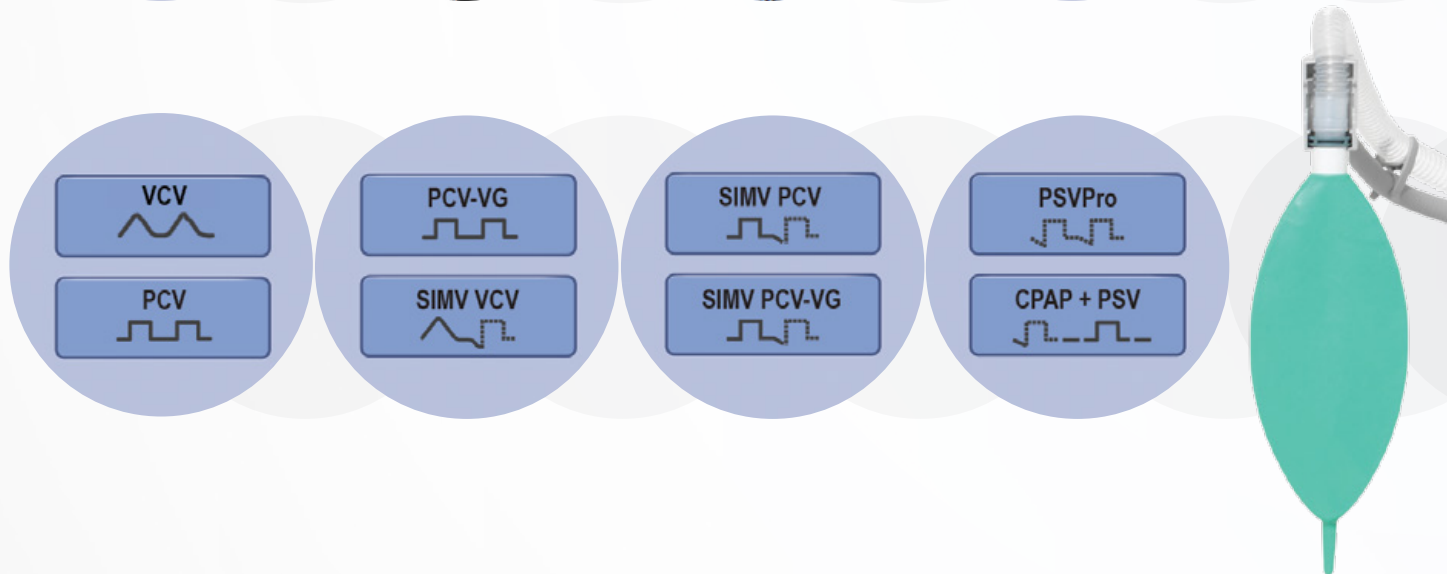 VCV
PCV
PCV-VG
SIMV VCV
SIMV PCV
SIMV PCV-VG
PSVPro
CPAP + PSV